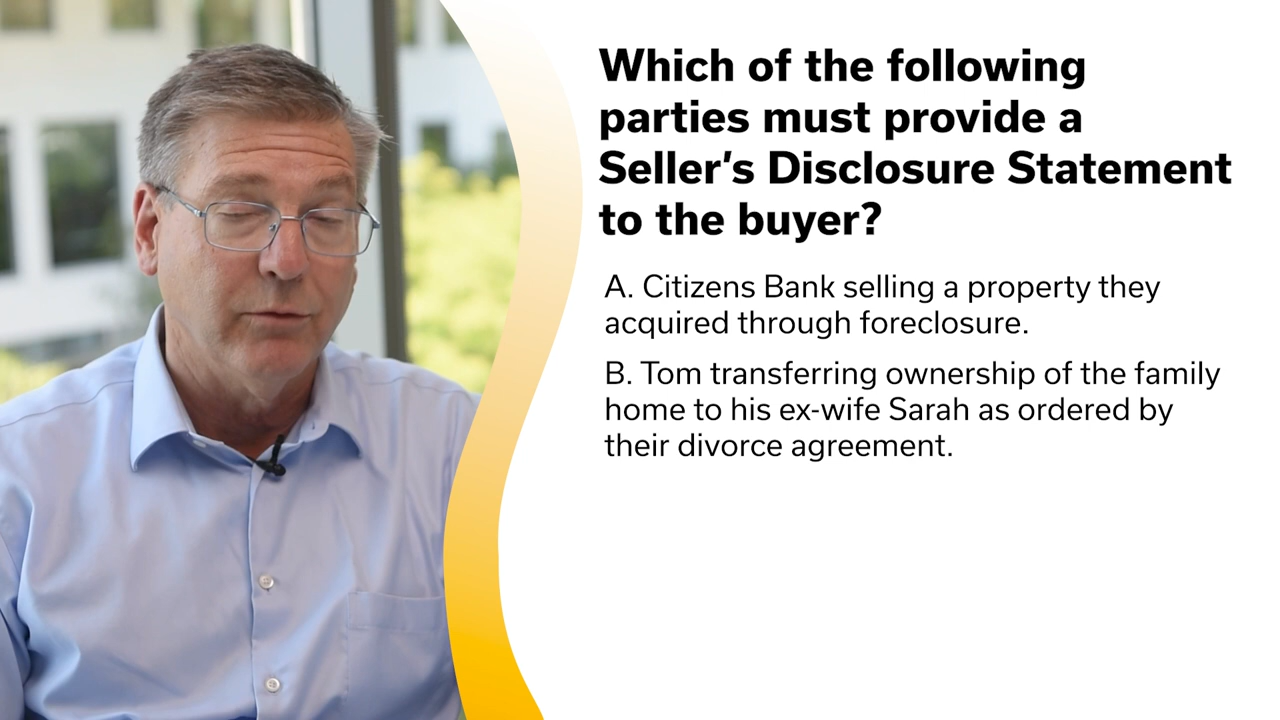 Which of the following
parties must provide a
Seller’s Disclosure Statement
to the buyer?
A. Citizens Bank selling a property they
acquired through foreclosure.
B. Tom transferring ownership of the family
home to his ex-wife Sarah as ordered by
their divorce agreement.